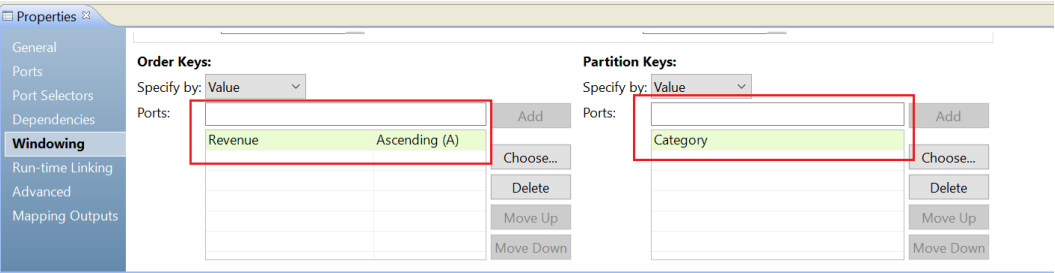 Properties
General
Ports
Port Selectors
Dependencies
Windowing
Run-time Linking
Advanced
Mapping Outputs
Order Keys:
Specify by: Value
Ports:
Add
Revenue Ascending (A)
Choose...
Delete
Move Up
Move Down
Partition Keys:
Specify by: Value
Ports:
Add
Category
Choose...
Delete
Move Up
Move Down